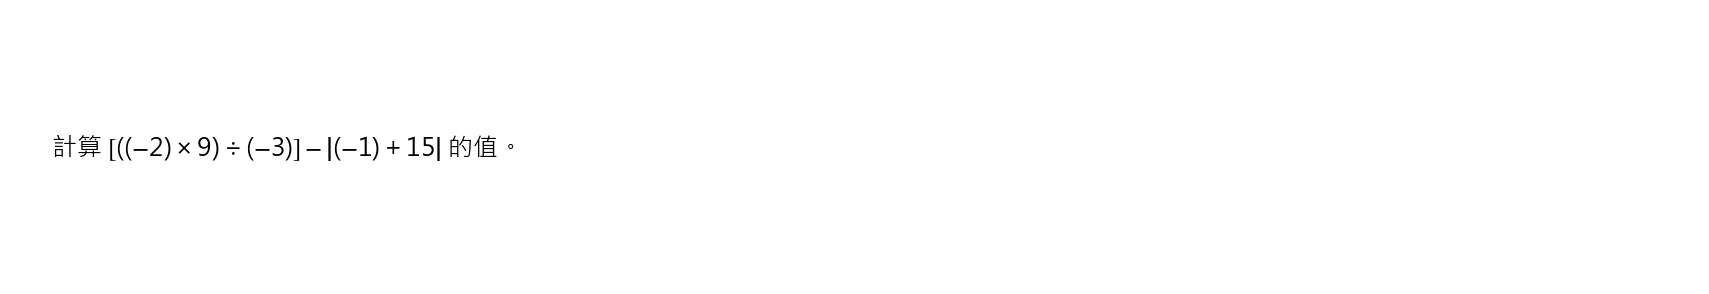 計算 [((−2) × 9) ÷ (−3)] − |(−1) + 15| 的值。